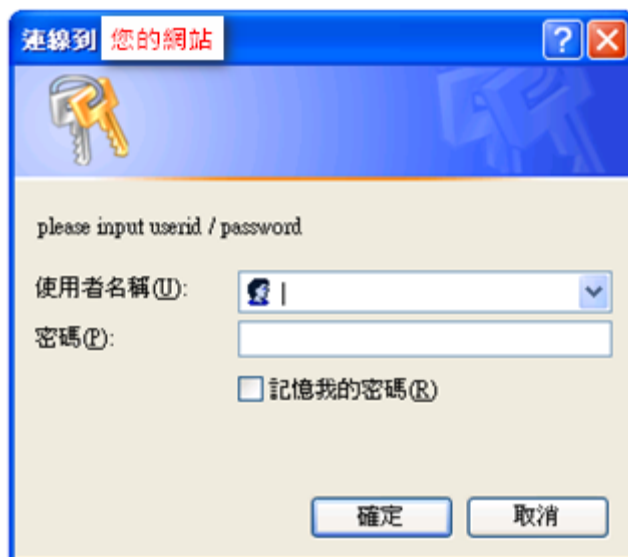 連線到 您的網站
please input userid / password
使用者名稱(U):
密碼(P):
記憶我的密碼(R)
確定 取消